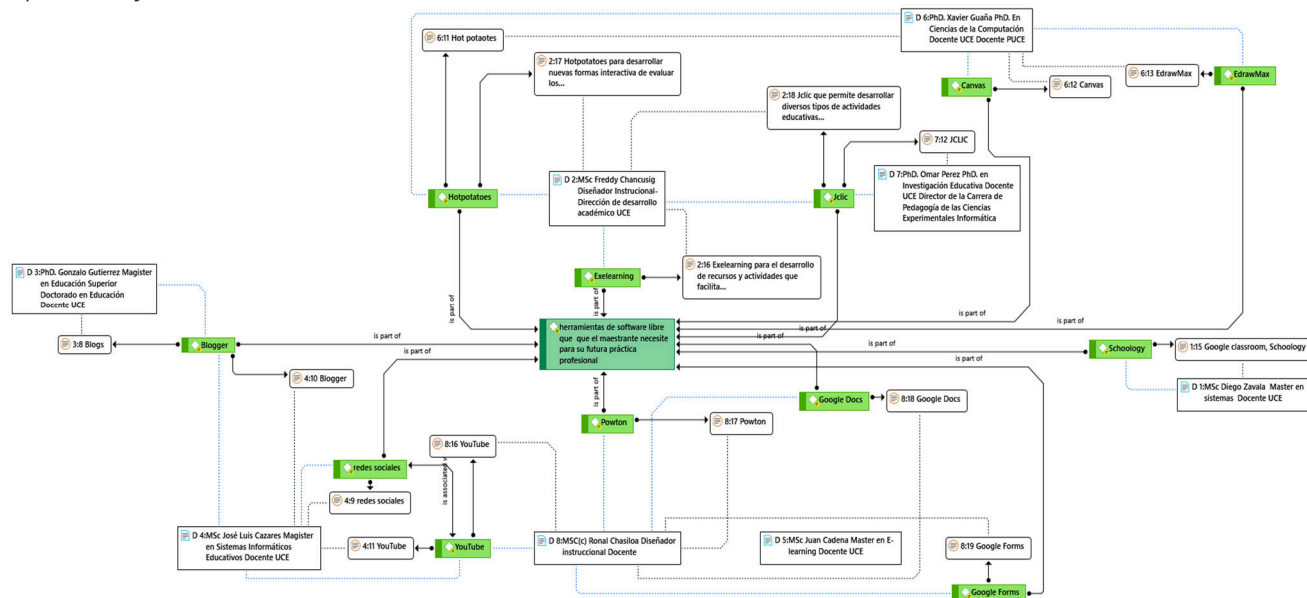 D 6:PhD. Xavier Guaña PhD. En
Ciencias de la Computación
Docente UCE Docente PUCE
6:11 Hot potaotes
2:17 Hotpotatoes para desarrollar
nuevas formas interactiva de evaluar
los...
6:13 EdrawMax
EdrawMax
Canvas
6:12 Canvas
2:18 Jclic que permite desarrollar
diversos tipos de actividades
educativas...
7:12 JCLIC
D 2:MSc Freddy Chancusig
Diseñador Instrucional-
Dirección de desarrollo
académico UCE
D 7:PhD. Omar Perez PhD. en
Investigación Educativa Docente
UCE Director de la Carrera de
Pedagogía de las Ciencias
Experimentales Informática
Hotpotatoes
Jclic
D 3:PhD. Gonzalo Gutierrez Magister
en Educación Superior
Doctorado en Educación
Docente UCE
Exelearning
2:16 Exelearning para el desarrollo
de recursos y actividades que
facilita...
is part of
is part of
is part of
is part of
herramientas de software libre
que que el maestrante necesite
para su futura práctica
profesional
is part of
is part of
is part of
3:8 Blogs
Blogger
is part of
is part of
Schoology
1:15 Google classroom, Schoology
4:10 Blogger
is part of
D 1:MSc Diego Zavala Master en
sistemas Docente UCE
is part of
Google Docs
8:18 Google Docs
Powton
8:17 Powton
8:16 YouTube
redes sociales
is associated
4:9 redes sociales
D 4:MSc José Luis Cazares Magister
en Sistemas Informáticos
Educativos Docente UCE
4:11 YouTube
YouTube
D 8:MSC(c) Ronal Chasiloa Diseñador
instruccional Docente
D 5:MSc Juan Cadena Master en E-
learning Docente UCE
8:19 Google Forms
Google Forms